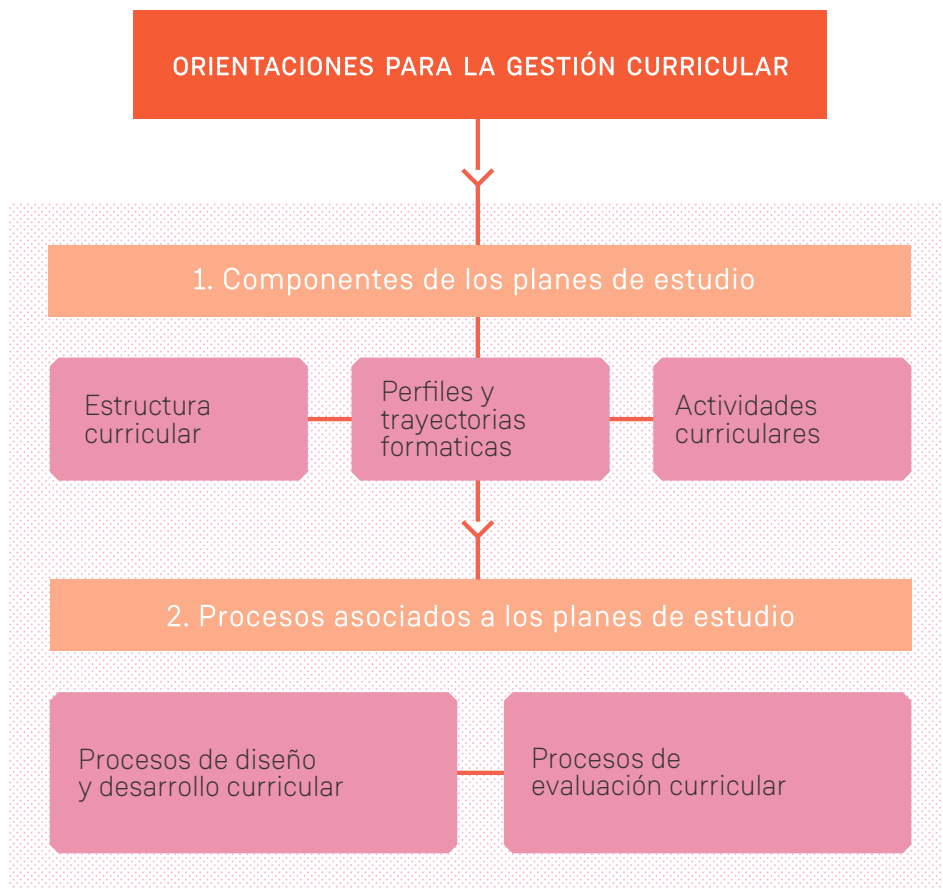 ORIENTACIONES PARA LA GESTIÓN CURRICULAR
1. Componentes de los planes de estudio
Estructura
curricular
Perfiles y
trayectorias
formaticas
Actividades
curriculares
2. Procesos asociados a los planes de estudio
Procesos de diseño
y desarrollo curricular
Procesos de
evaluación curricular